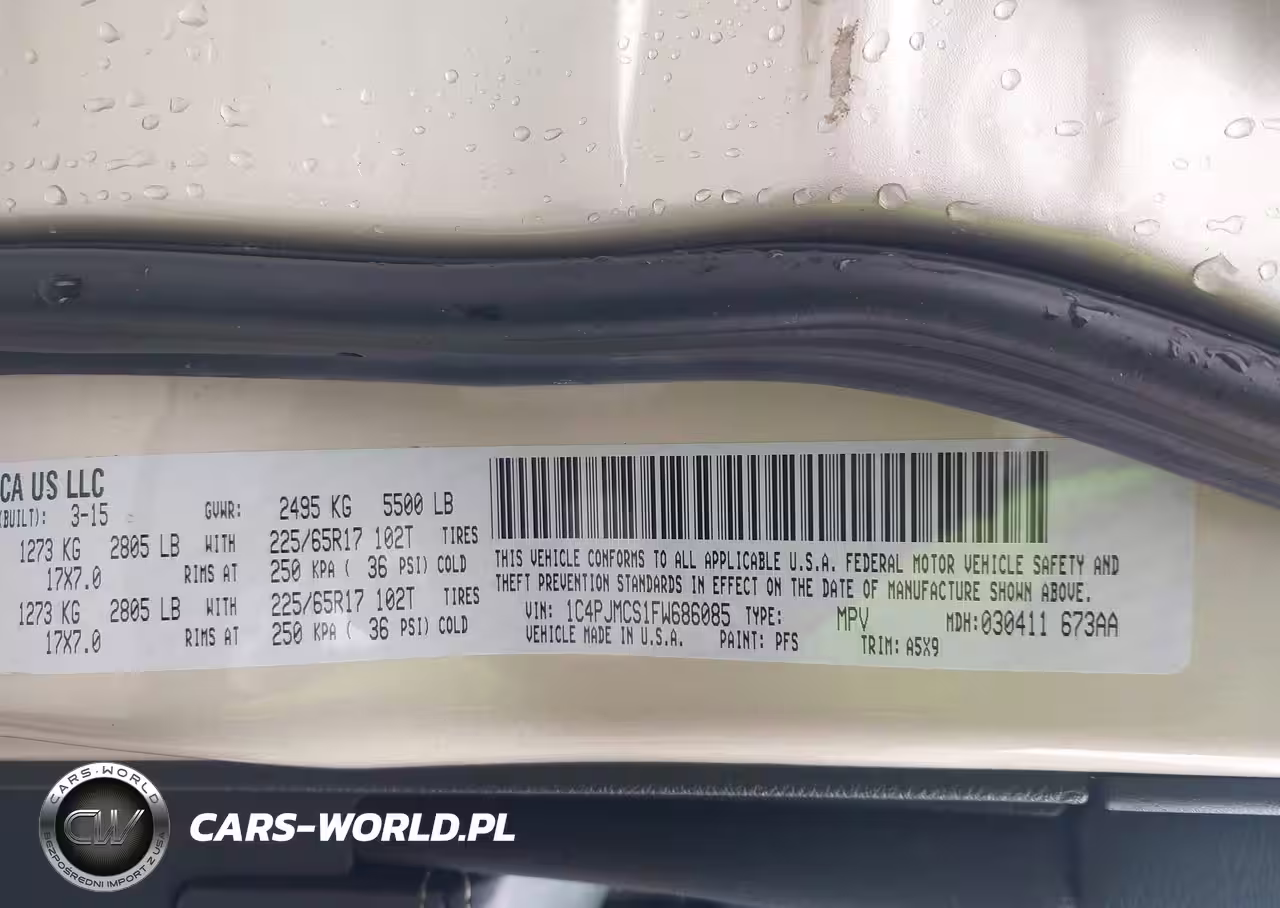 CA US LLC
(BUILT): 3-15 GVWR: 2495 KG 5500 LB
1273 KG 2805 LB WITH 225/65R17 102T TIRES
17X7.0 RIMS AT 250 KPA ( 36 PSI) COLD
1273 KG 2805 LB WITH 225/65R17 102T TIRES
17X7.0 RIMS AT 250 KPA ( 36 PSI) COLD
THIS VEHICLE CONFORMS TO ALL APPLICABLE U.S.A. FEDERAL MOTOR VEHICLE SAFETY AND
THEFT PREVENTION STANDARDS IN EFFECT ON THE DATE OF MANUFACTURE SHOWN ABOVE.
VIN: 1C4PJMCS1FW686085 TYPE: MPV MDH:030411 673AA
VEHICLE MADE IN U.S.A. PAINT: PFS TRIM: A5X9
CARS-WORLD
CW
BEZPOŚREDNI IMPORT Z USA
CARS-WORLD.PL